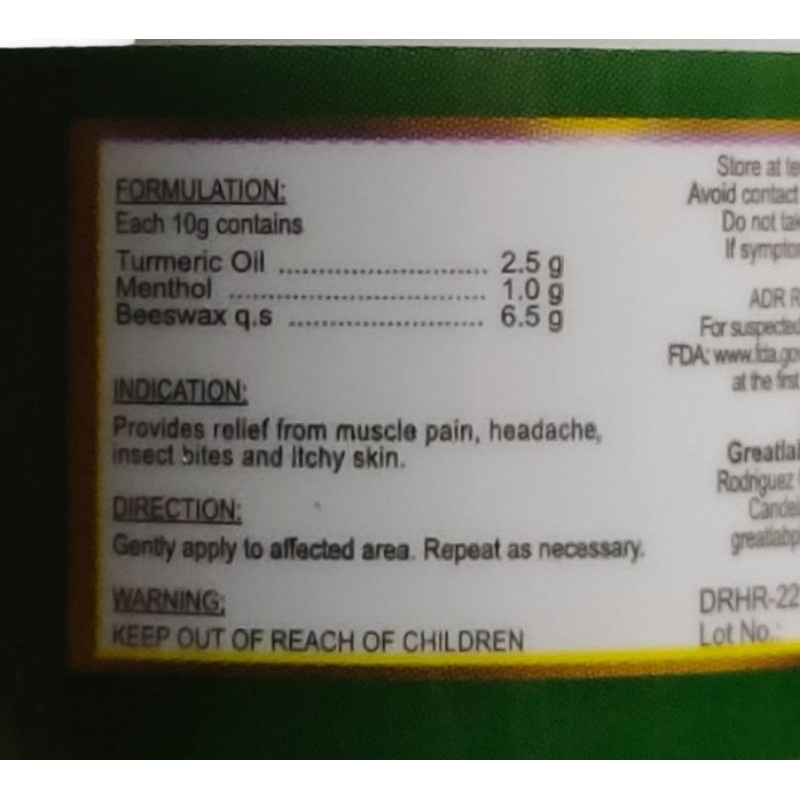 FORMULATION:
Each 10g contains
Turmeric Oil ........................ 2.5 g
Menthol ........................ 1.0 g
Beeswax q.s ........................ 6.5 g
INDICATION:
Provides relief from muscle pain, headache,
insect bites and Itchy skin.
DIRECTION:
Gently apply to affected area. Repeat as necessary.
WARNING:
KEEP OUT OF REACH OF CHILDREN
Store at
Avoid contact
Do not
If
ADR
For suspected
FDA: www.fda.gov
at the first
Rodriguez
DRHR-22
Lot No.: